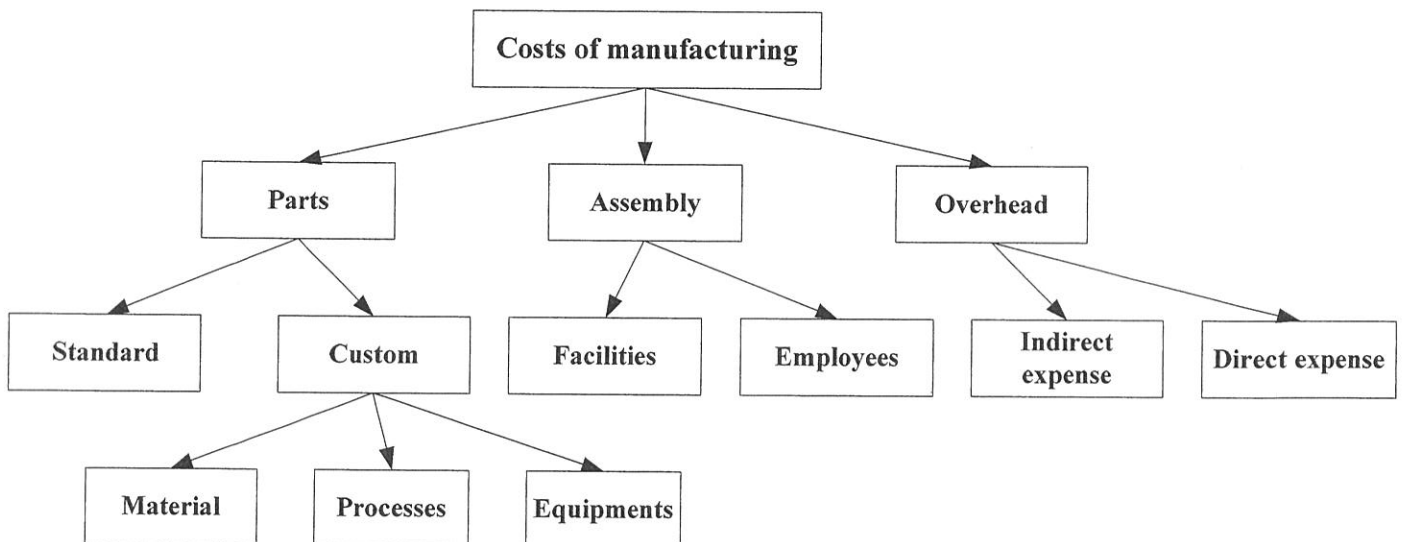 Costs of manufacturing
Parts
Assembly
Overhead
Standard
Custom
Facilities
Employees
Indirect
expense
Direct expense
Material
Processes
Equipments